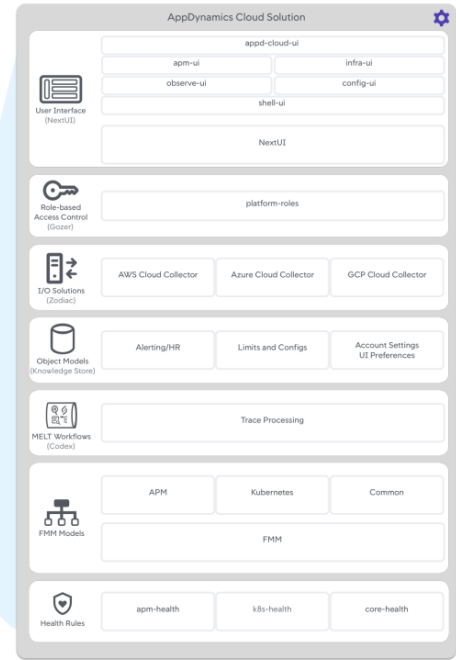 AppDynamics Cloud Solution
appd-cloud-ui
apm-ui
infra-ui
observe-ui
config-ui
shell-ui
NextUI
User Interface
(NextUI)
platform-roles
Role-based
Access Control
(Gozer)
AWS Cloud Collector
Azure Cloud Collector
GCP Cloud Collector
I/O Solutions
(Zodiac)
Alerting/HR
Limits and Configs
Account Settings
UI Preferences
Object Models
(Knowledge Store)
Trace Processing
MELT Workflows
(Codex)
APM
Kubernetes
Common
FMM
FMM Models
apm-health
k8s-health
core-health
Health Rules